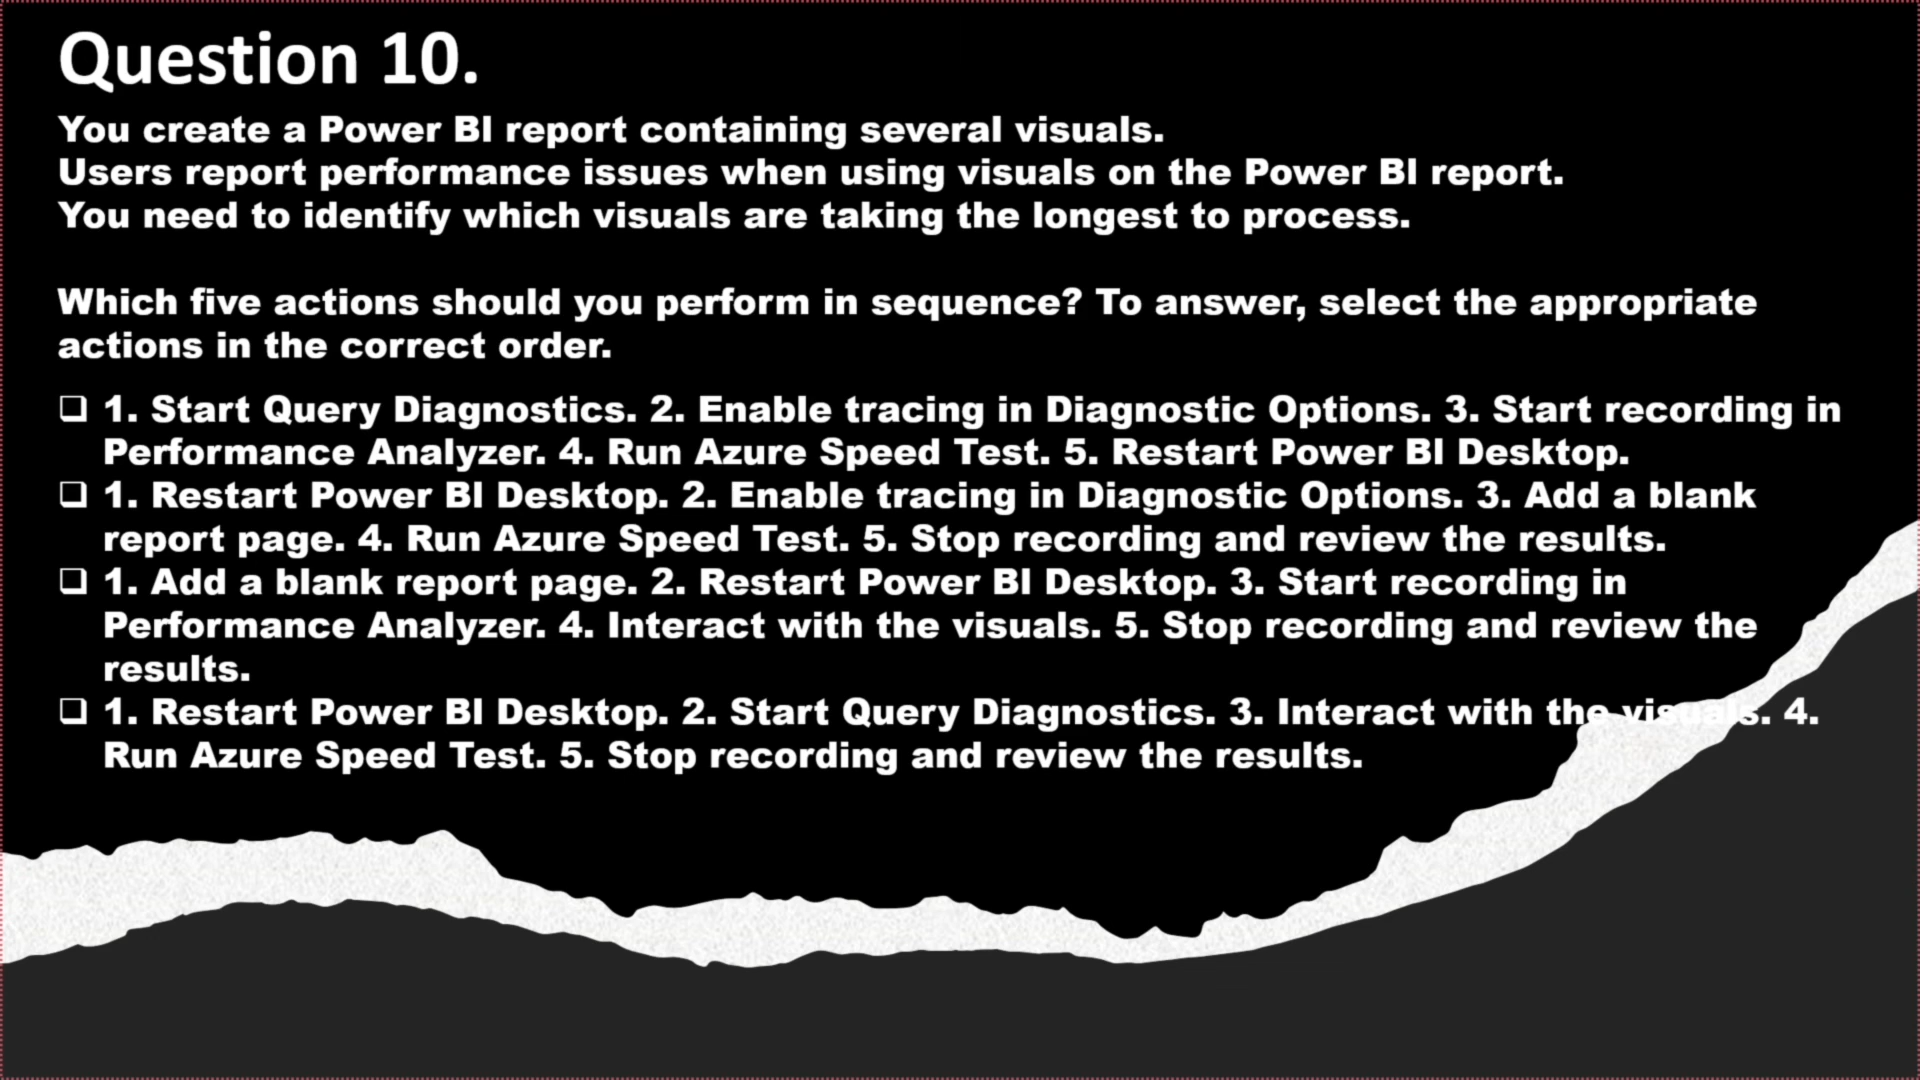 Question 10.
You create a Power BI report containing several visuals.
Users report performance issues when using visuals on the Power BI report.
You need to identify which visuals are taking the longest to process.
Which five actions should you perform in sequence? To answer, select the appropriate
actions in the correct order.
❑ 1. Start Query Diagnostics. 2. Enable tracing in Diagnostic Options. 3. Start recording in
Performance Analyzer. 4. Run Azure Speed Test. 5. Restart Power BI Desktop.
❑ 1. Restart Power BI Desktop. 2. Enable tracing in Diagnostic Options. 3. Add a blank
report page. 4. Run Azure Speed Test. 5. Stop recording and review the results.
❑ 1. Add a blank report page. 2. Restart Power BI Desktop. 3. Start recording in
Performance Analyzer. 4. Interact with the visuals. 5. Stop recording and review the
results.
❑ 1. Restart Power BI Desktop. 2. Start Query Diagnostics. 3. Interact with the visuals. 4.
Run Azure Speed Test. 5. Stop recording and review the results.